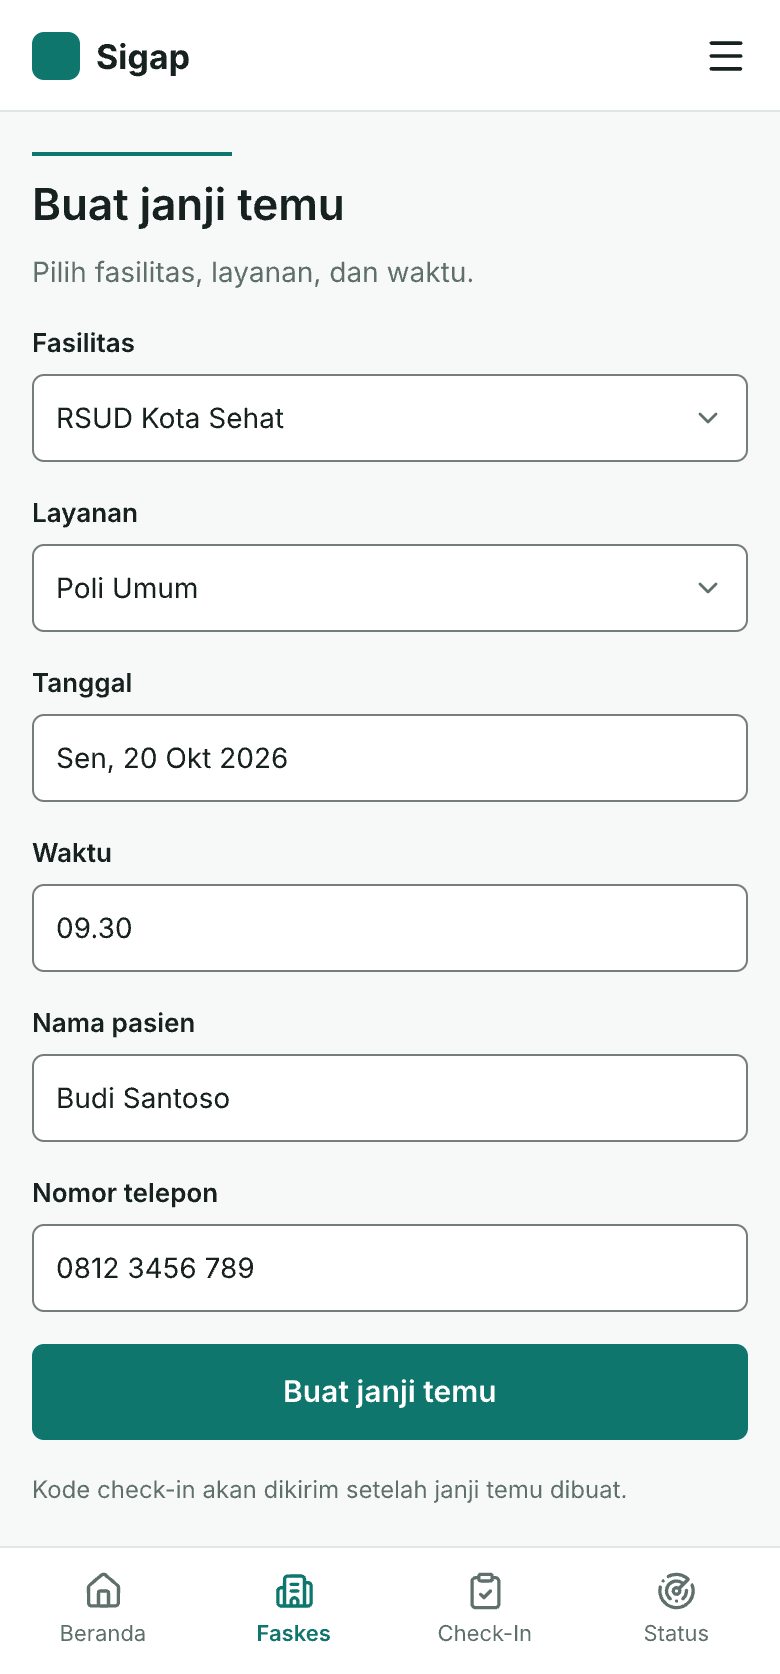 Sigap
Buat janji temu
Pilih fasilitas, layanan, dan waktu.
Fasilitas
RSUD Kota Sehat
Layanan
Poli Umum
Tanggal
Sen, 20 Okt 2026
Waktu
09.30
Nama pasien
Budi Santoso
Nomor telepon
0812 3456 789
Buat janji temu
Kode check-in akan dikirim setelah janji temu dibuat.
Beranda
Faskes
Check-In
Status